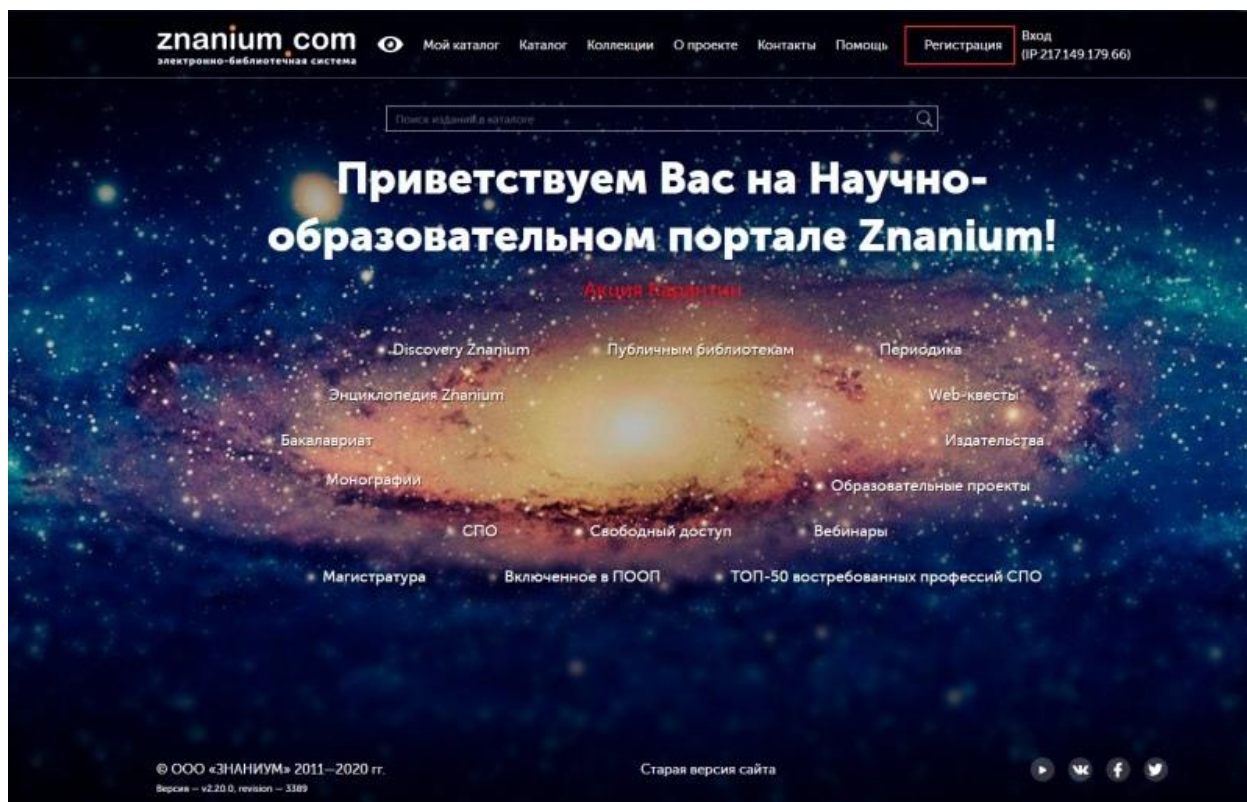 znanium.com
электронно-библиотечная система
Мой каталог Каталог Коллекции О проекте Контакты Помощь Регистрация Вход
(IP:217.149.179.66)
Поиск изданий в каталоге
Приветствуем Вас на Научно-
образовательном портале Znanium!
Акция Карантин
Discovery Znanium Публичным библиотекам Периодика
Энциклопедия Znanium Web-квесты
Бакалавриат Издательства
Монографии Образовательные проекты
СПО Свободный доступ Вебинары
Магистратура Включенное в ПООП ТОП-50 востребованных профессий СПО
© ООО «ЗНАНИУМ» 2011—2020 гг. Старая версия сайта
Версия — v2.20.0, revision — 3389